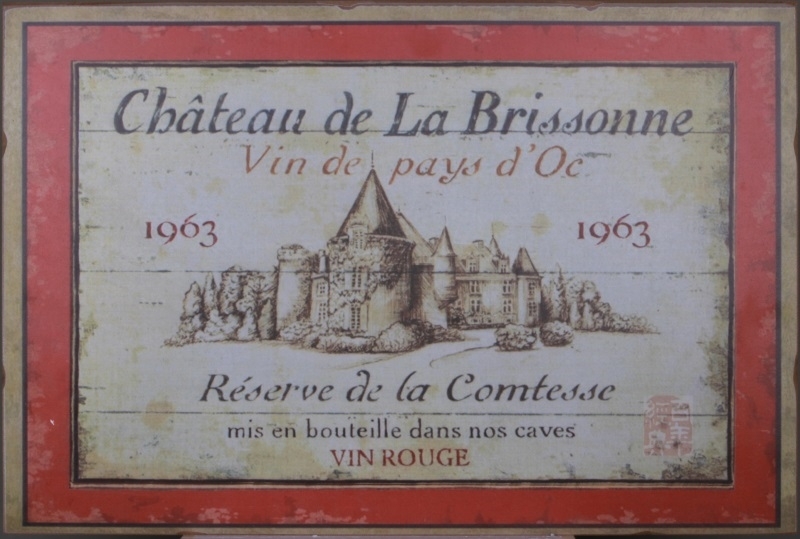 Château de La Brissonne
Vin de pays d'Oc
1963 1963
Réserve de la Comtesse
mis en bouteille dans nos caves
VIN ROUGE